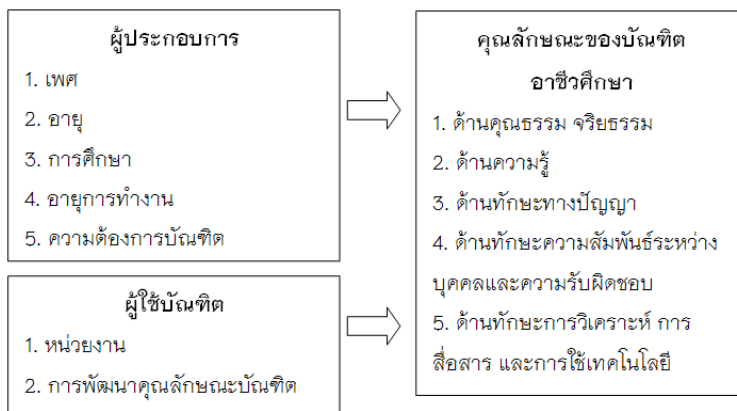 ผู้ประกอบการ
1. เพศ
2. อายุ
3. การศึกษา
4. อายุการทำงาน
5. ความต้องการบัณฑิต
ผู้ใช้บัณฑิต
1. หน่วยงาน
2. การพัฒนาคุณลักษณะบัณฑิต
คุณลักษณะของบัณฑิต
อาชีวศึกษา
1. ด้านคุณธรรม จริยธรรม
2. ด้านความรู้
3. ด้านทักษะทางปัญญา
4. ด้านทักษะความสัมพันธ์ระหว่าง
บุคคลและความรับผิดชอบ
5. ด้านทักษะการวิเคราะห์ การ
สื่อสาร และการใช้เทคโนโลยี